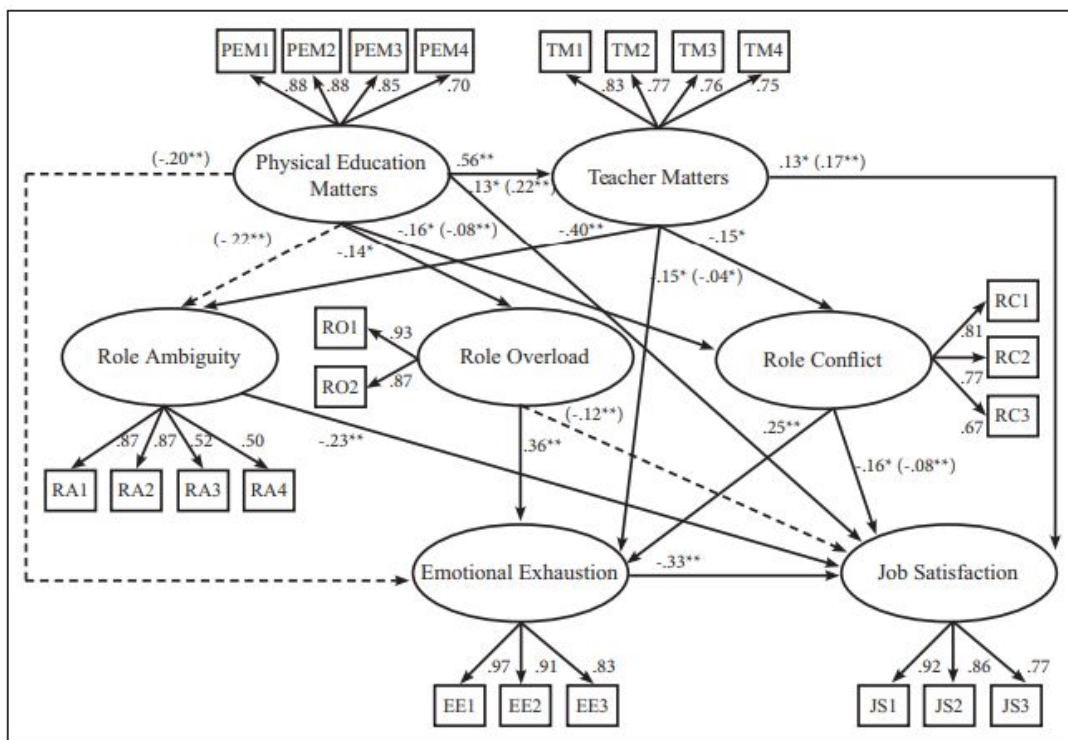 PEM1 PEM2 PEM3 PEM4
TM1 TM2 TM3 TM4
.88 .88 .85 .70
.83 .77 .76 .75
(-.20**)
Physical Education
Matters
.56**
.13* (.22**)
Teacher Matters
.13* (.17**)
(-.22**)
-.14*
-.16* (-.08**)
-.40**
-.15*
-.15* (-.04*)
Role Ambiguity
RO1
.93
RO2
.87
Role Overload
Role Conflict
RC1
.81
RC2
.77
RC3
.67
.87 .87 .52 .50
RA1 RA2 RA3 RA4
-.23**
.36**
(-.12**)
.25**
-.16* (-.08**)
Emotional Exhaustion
-.33**
Job Satisfaction
.97 .91 .83
EE1 EE2 EE3
.92 .86 .77
JS1 JS2 JS3